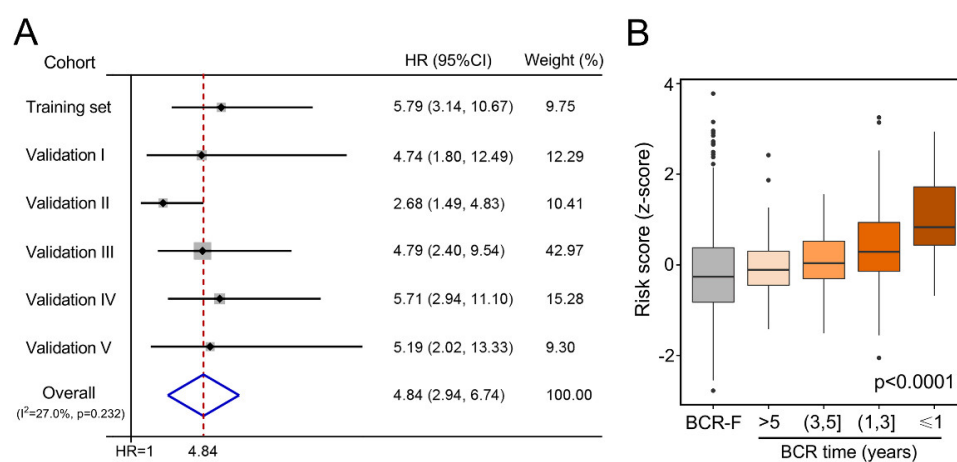 A
Cohort HR (95%CI) Weight (%)
Training set 5.79 (3.14, 10.67) 9.75
Validation I 4.74 (1.80, 12.49) 12.29
Validation II 2.68 (1.49, 4.83) 10.41
Validation III 4.79 (2.40, 9.54) 42.97
Validation IV 5.71 (2.94, 11.10) 15.28
Validation V 5.19 (2.02, 13.33) 9.30
Overall 4.84 (2.94, 6.74) 100.00
(I²=27.0%, p=0.232)
HR=1 4.84
B
Risk score (z-score)
4
2
0
-2
p<0.0001
BCR-F >5 (3,5] (1,3] ⩽1
BCR time (years)